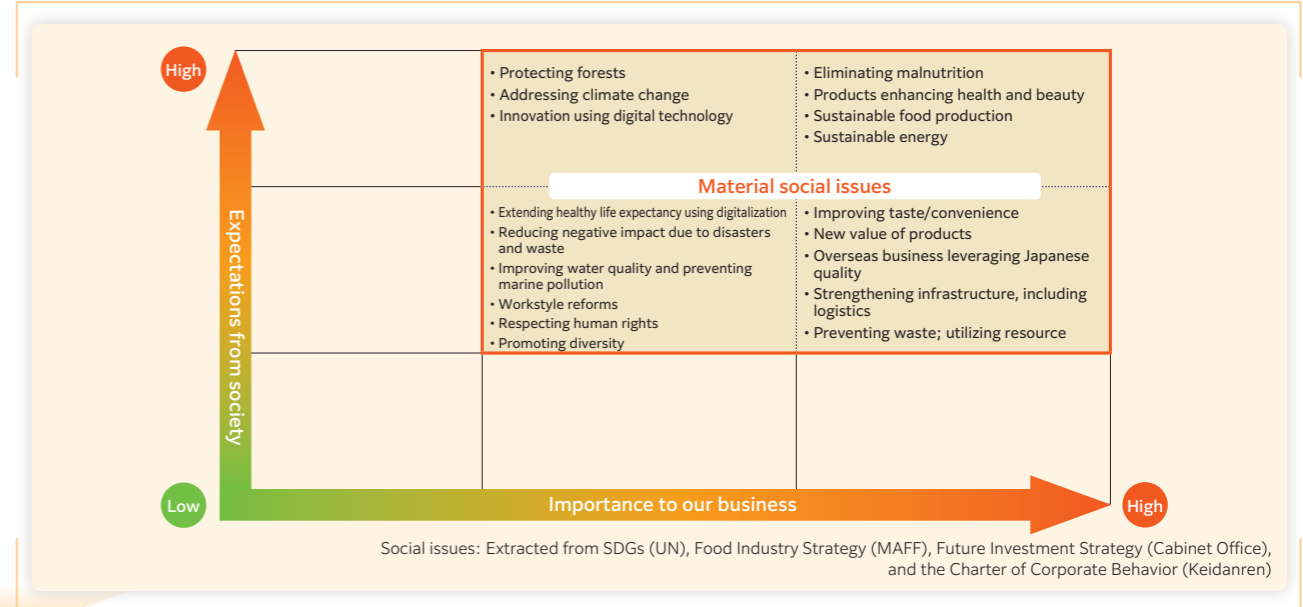 High
• Protecting forests
• Addressing climate change
• Innovation using digital technology
• Eliminating malnutrition
• Products enhancing health and beauty
• Sustainable food production
• Sustainable energy
Material social issues
• Extending healthy life expectancy using digitalization
• Reducing negative impact due to disasters
and waste
• Improving water quality and preventing
marine pollution
• Workstyle reforms
• Respecting human rights
• Promoting diversity
• Improving taste/convenience
• New value of products
• Overseas business leveraging Japanese
quality
• Strengthening infrastructure, including
logistics
• Preventing waste; utilizing resource
Expectations from society
Low
Importance to our business
High
Social issues: Extracted from SDGs (UN), Food Industry Strategy (MAFF), Future Investment Strategy (Cabinet Office),
and the Charter of Corporate Behavior (Keidanren)